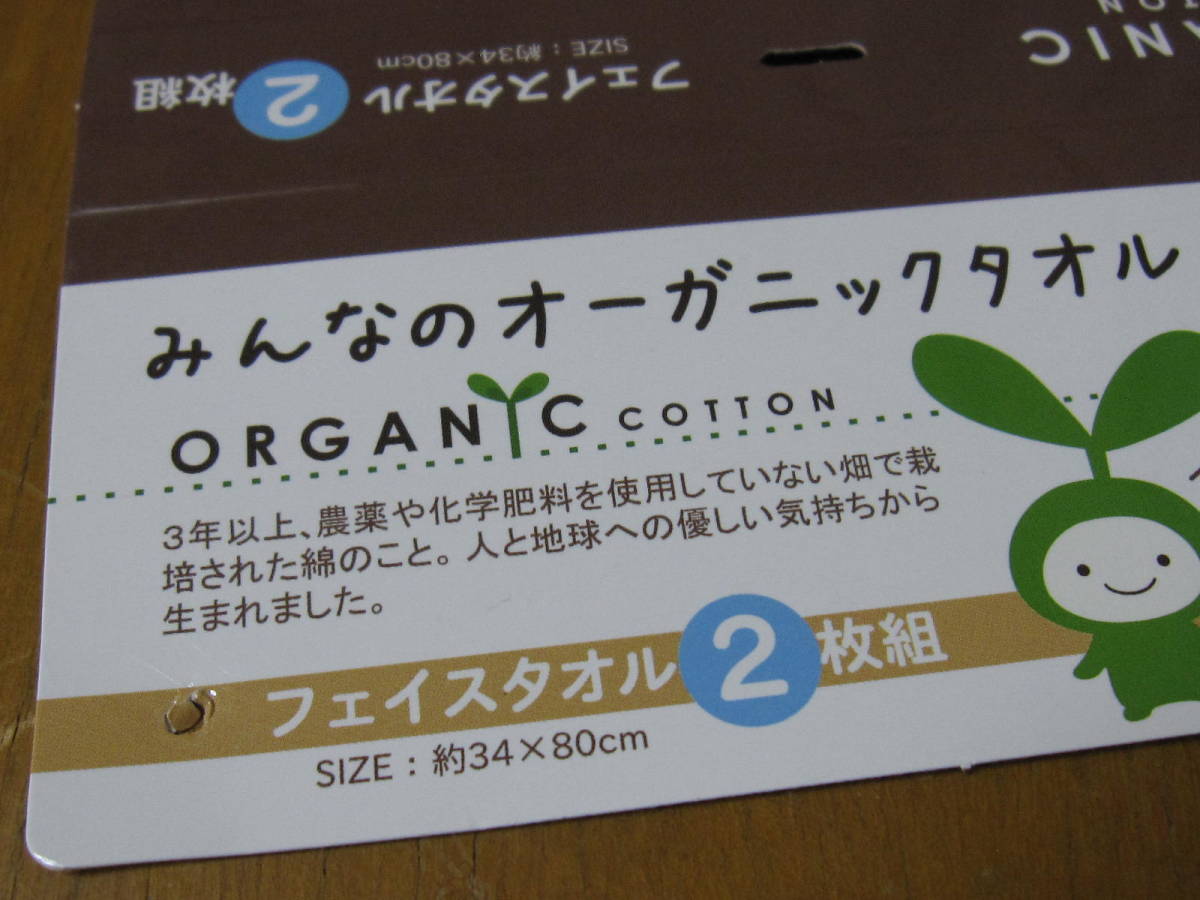 フェイスタオル2枚組
SIZE：約34×80cm
みんなのオーガニックタオル
ORGANIC COTTON
3年以上、農薬や化学肥料を使用していない畑で栽
培された綿のこと。人と地球への優しい気持ちから
生まれました。
フェイスタオル2枚組
SIZE：約34×80cm